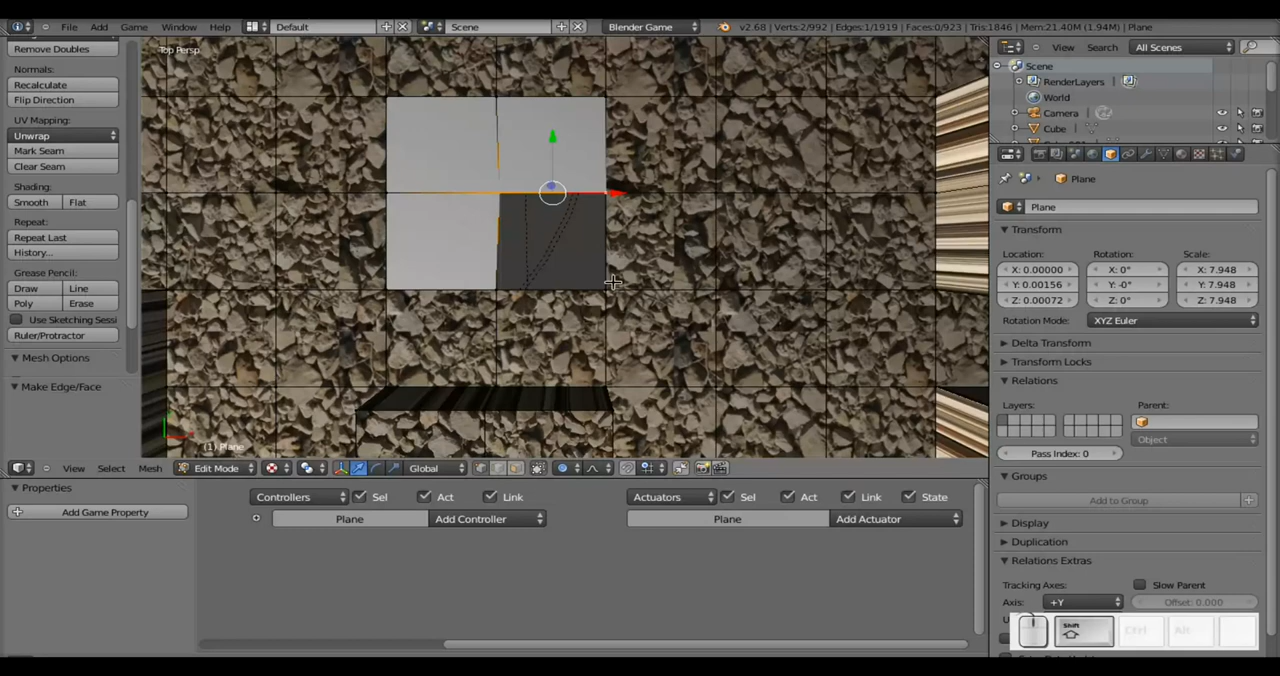 File Add Game Window Help Default Scene Blender Game v2.68 | Verts:2/992 | Edges:1/1919 | Faces:0/923 | Tris:1846 | Mem:21.40M (1.94M) | Plane
Remove Doubles
Normals:
Recalculate
Flip Direction
UV Mapping:
Unwrap
Mark Seam
Clear Seam
Shading:
Smooth Flat
Repeat:
Repeat Last
History...
Grease Pencil:
Draw Line
Poly Erase
Use Sketching Sessi
Ruler/Protractor
Mesh Options
Make Edge/Face
Top Persp
(1) Plane
View Search All Scenes
Scene
RenderLayers
World
Camera
Cube
Plane
Plane
Transform
Location: Rotation: Scale:
X: 0.00000 X: 0° X: 7.948
Y: 0.00156 Y: -0° Y: 7.948
Z: 0.00072 Z: 0° Z: 7.948
Rotation Mode: XYZ Euler
Delta Transform
Transform Locks
Relations
Layers: Parent:
Parent
Object
Pass Index: 0
Groups
Add to Group
Display
Duplication
Relations Extras
Tracking Axes: Slow Parent
Axis: +Y Offset: 0.000
Shift Ctrl Alt
View Select Mesh Edit Mode Global
Properties
Add Game Property
Controllers Sel Act Link
Plane Add Controller
Actuators Sel Act Link State
Plane Add Actuator